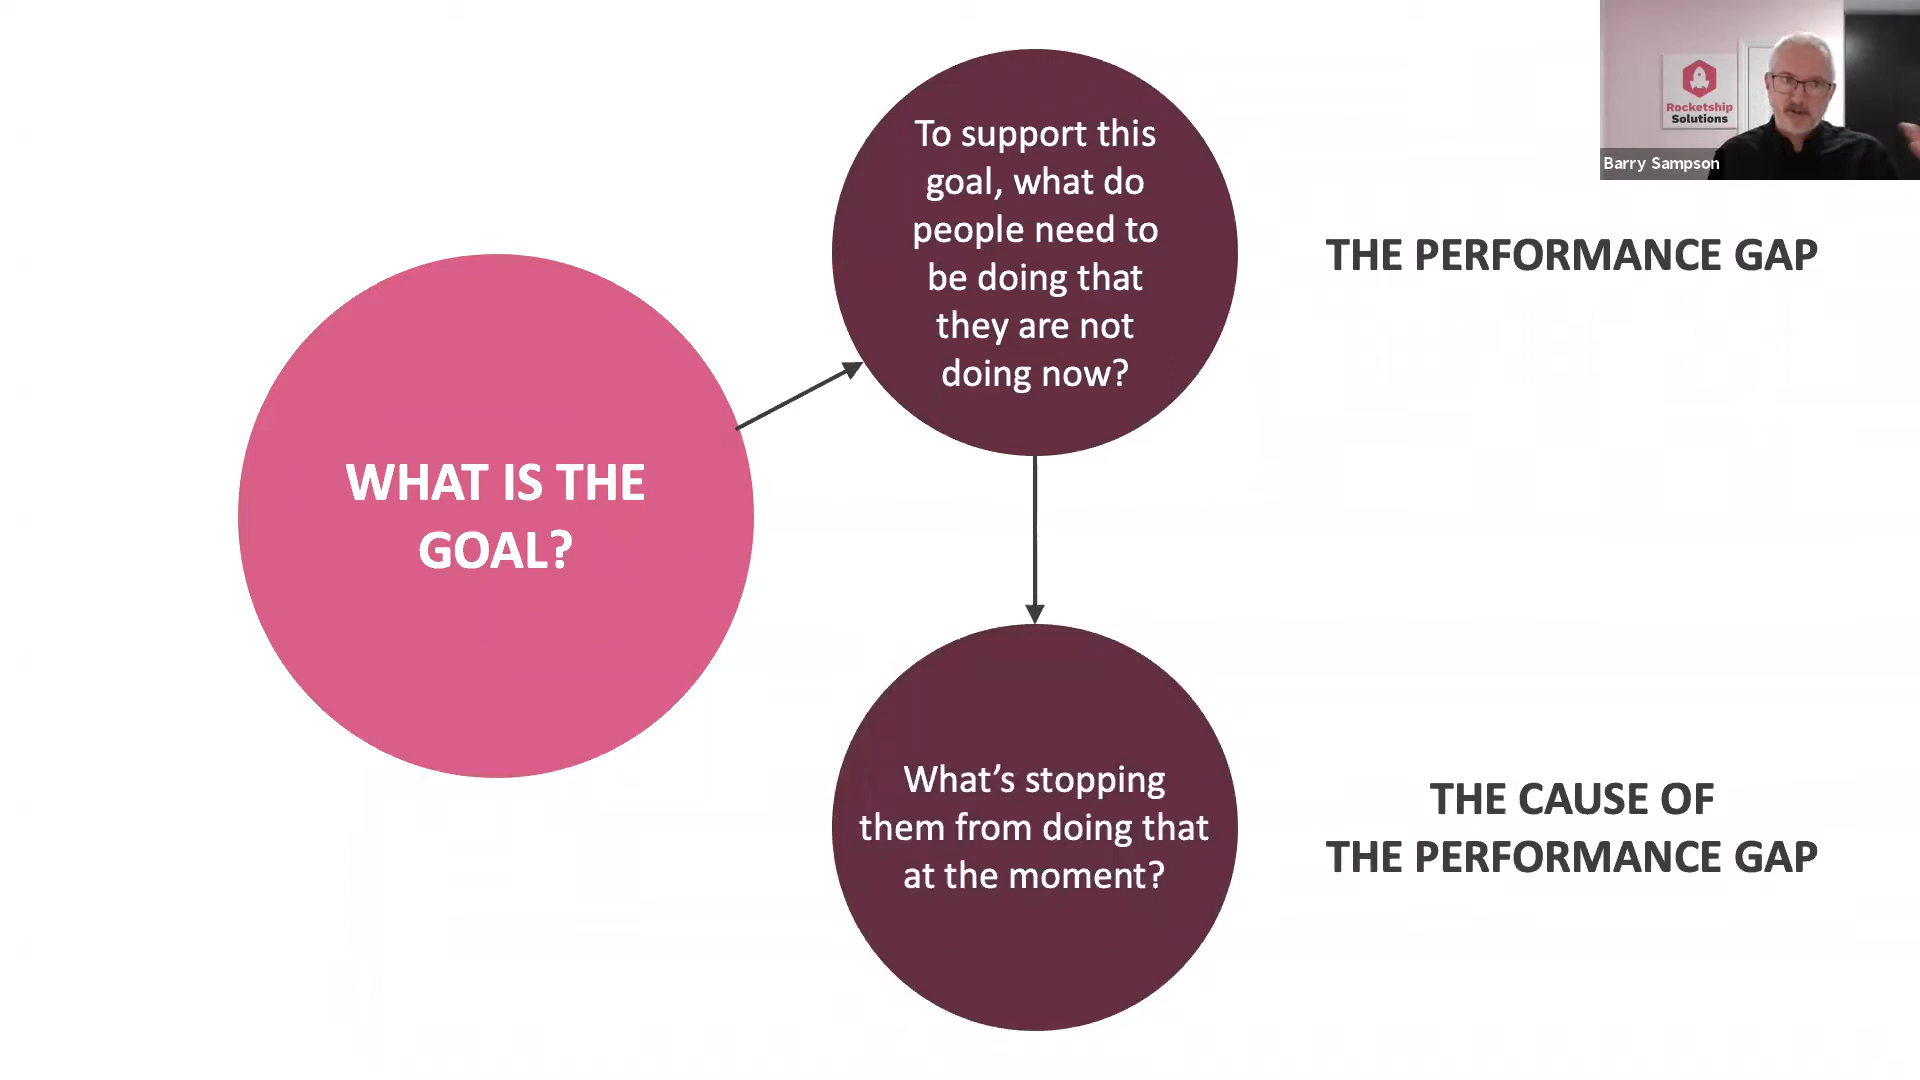 To support this
goal, what do
people need to
be doing that
they are not
doing now?
Rocketship
Solutions
Barry Sampson
THE PERFORMANCE GAP
WHAT IS THE
GOAL?
What’s stopping
them from doing that
at the moment?
THE CAUSE OF
THE PERFORMANCE GAP